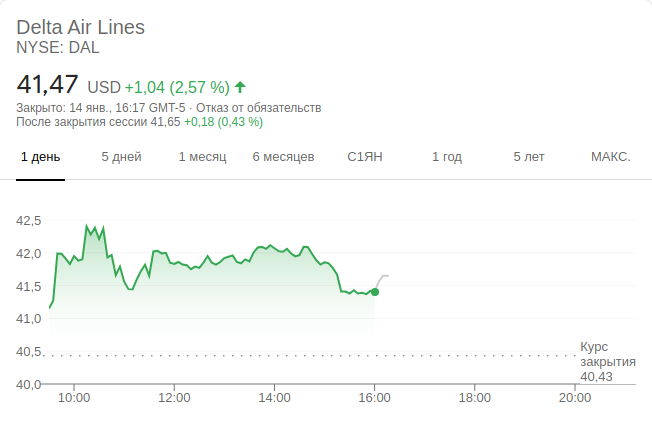 Delta Air Lines
NYSE: DAL
41,47 USD +1,04 (2,57 %)
Закрыто: 14 янв., 16:17 GMT-5 · Отказ от обязательств
После закрытия сессии 41,65 +0,18 (0,43 %)
1 день 5 дней 1 месяц 6 месяцев С1ЯН 1 год 5 лет МАКС.
42,5
42,0
41,5
41,0
40,5
40,0
Курс
закрытия
40,43
10:00 12:00 14:00 16:00 18:00 20:00